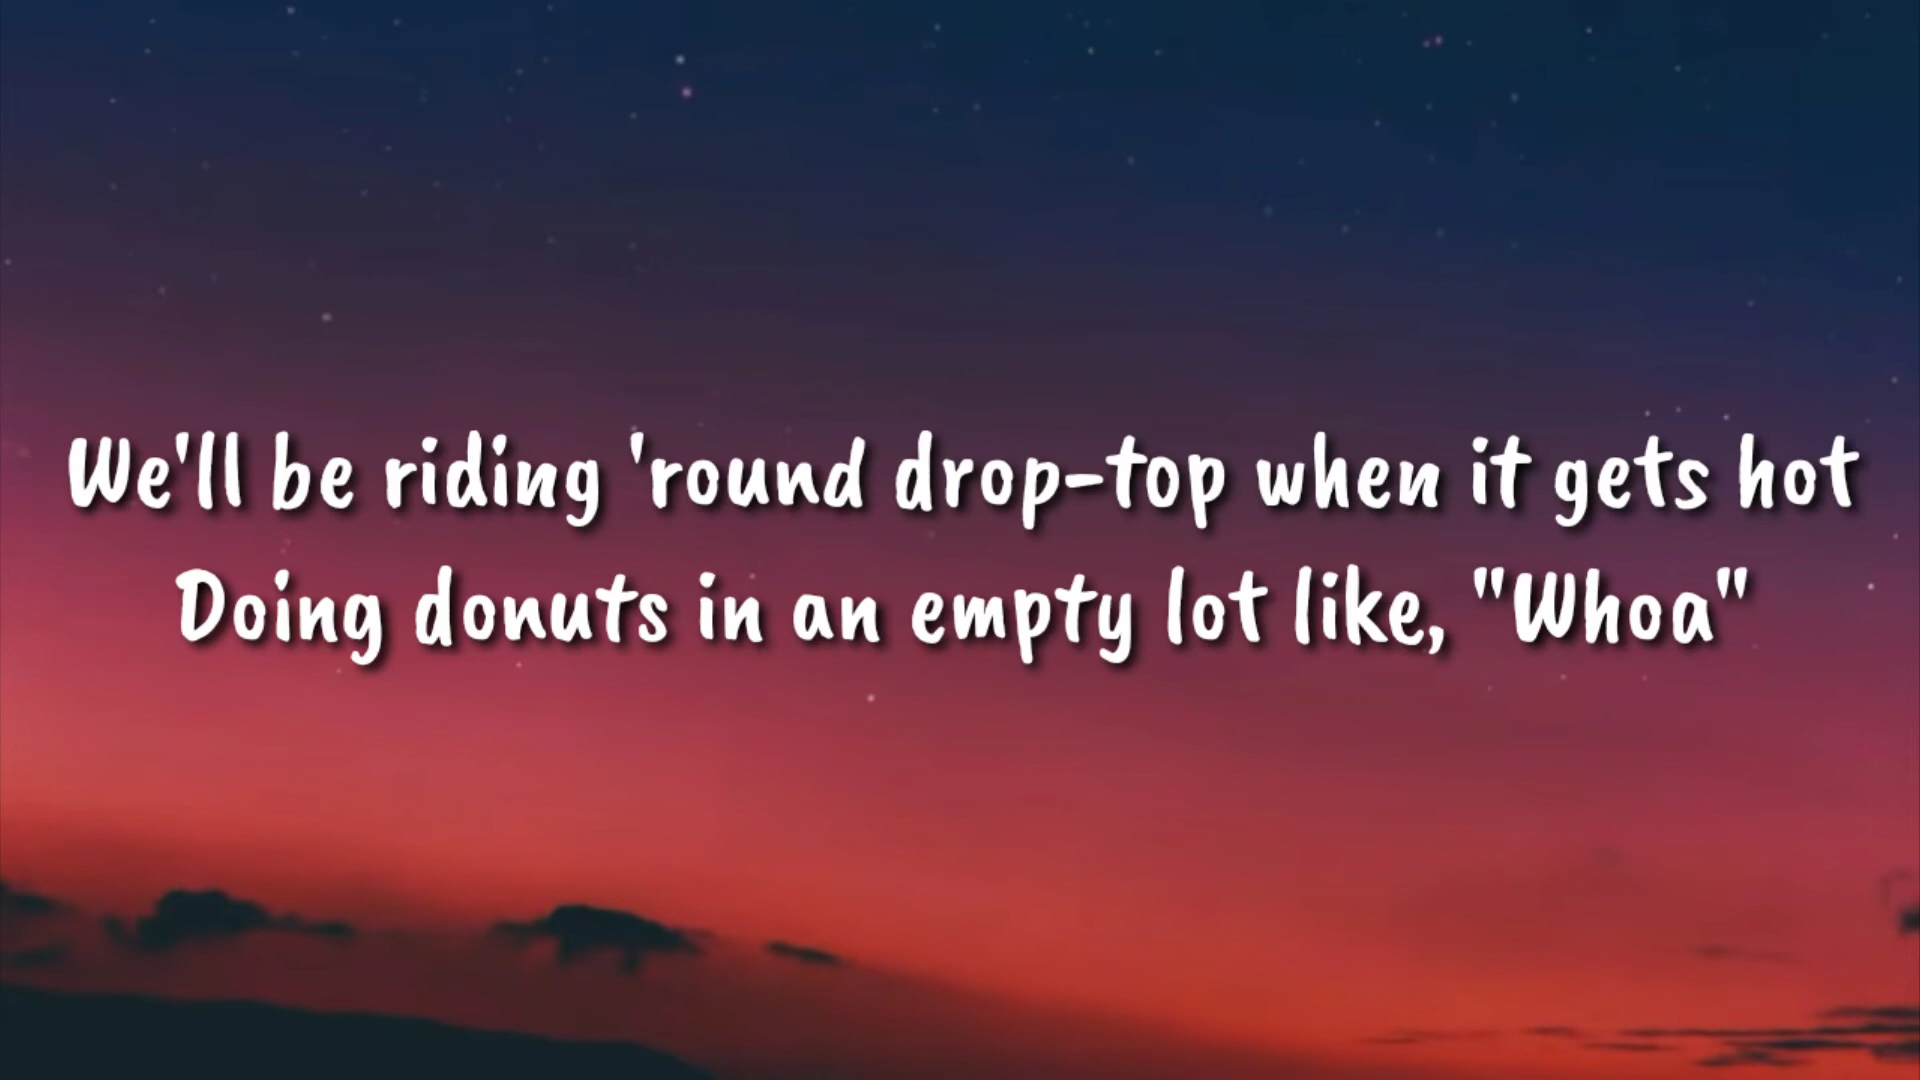 We'll be riding 'round drop-top when it gets hot
Doing donuts in an empty lot like, "Whoa"